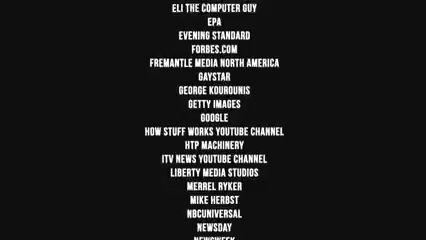 ELI THE COMPUTER GUY
EPA
EVENING STANDARD
FORBES.COM
FREMANTLE MEDIA NORTH AMERICA
GAYSTAR
GEORGE KOUROUNIS
GETTY IMAGES
GOOGLE
HOW STUFF WORKS YOUTUBE CHANNEL
HTP MACHINERY
ITV NEWS YOUTUBE CHANNEL
LIBERTY MEDIA STUDIOS
MERREL RYKER
MIKE HERBST
NBCUNIVERSAL
NEWSDAY
NEWSWEEK